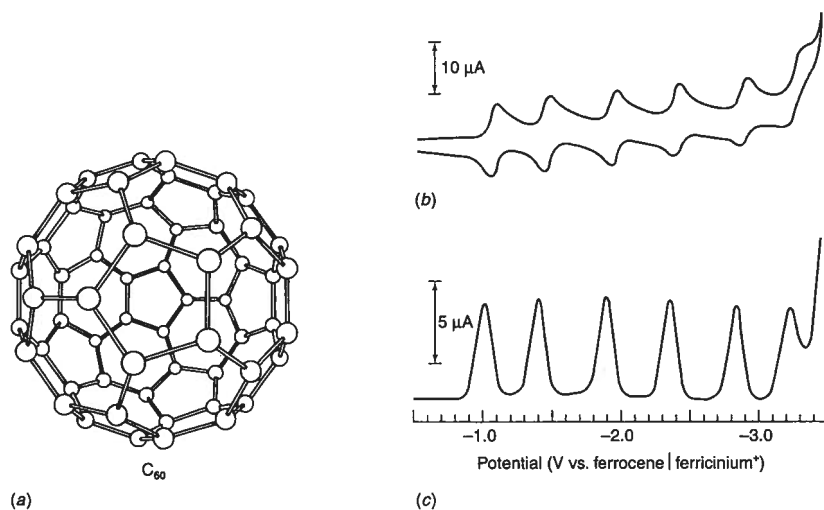 C₆₀
(a)
10 μA
(b)
5 μA
−1.0 −2.0 −3.0
Potential (V vs. ferrocene | ferricinium⁺)
(c)